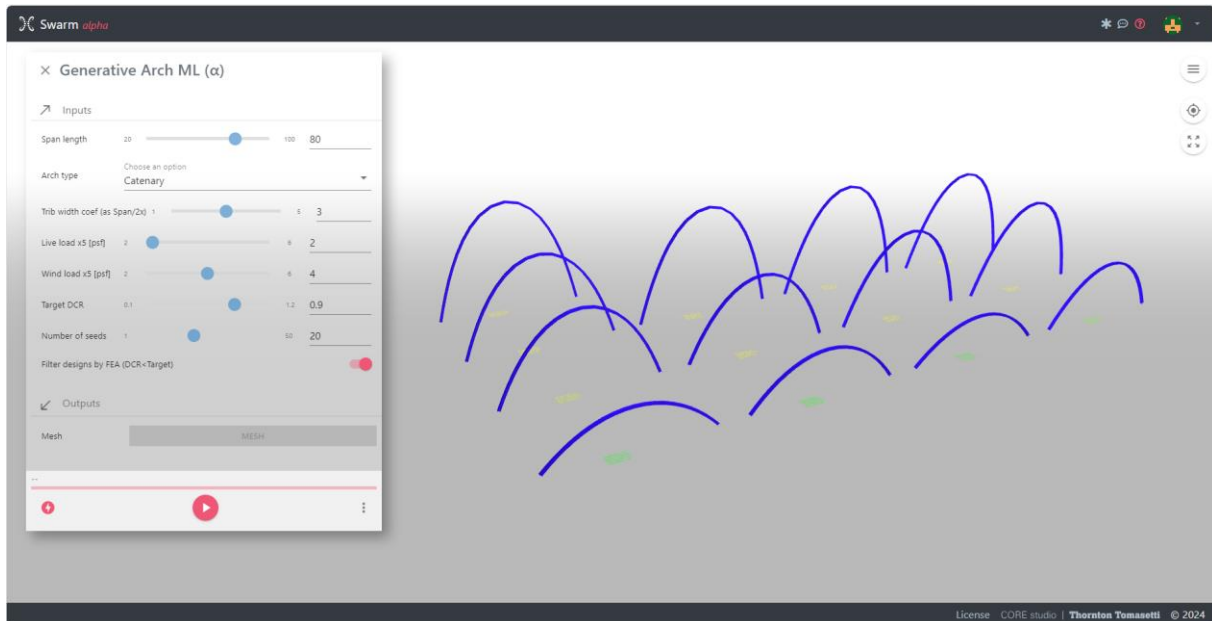 Swarm alpha
Generative Arch ML (α)
Inputs
Span length 20 100 80
Choose an option
Arch type Catenary
Trib width coef (as Span/2x) 1 5 3
Live load x5 [psf] 2 8 2
Wind load x5 [psf] 2 6 4
Target DCR 0.1 1.2 0.9
Number of seeds 1 50 20
Filter designs by FEA (DCR<Target)
Outputs
Mesh MESH
License CORE studio | Thornton Tomasetti © 2024